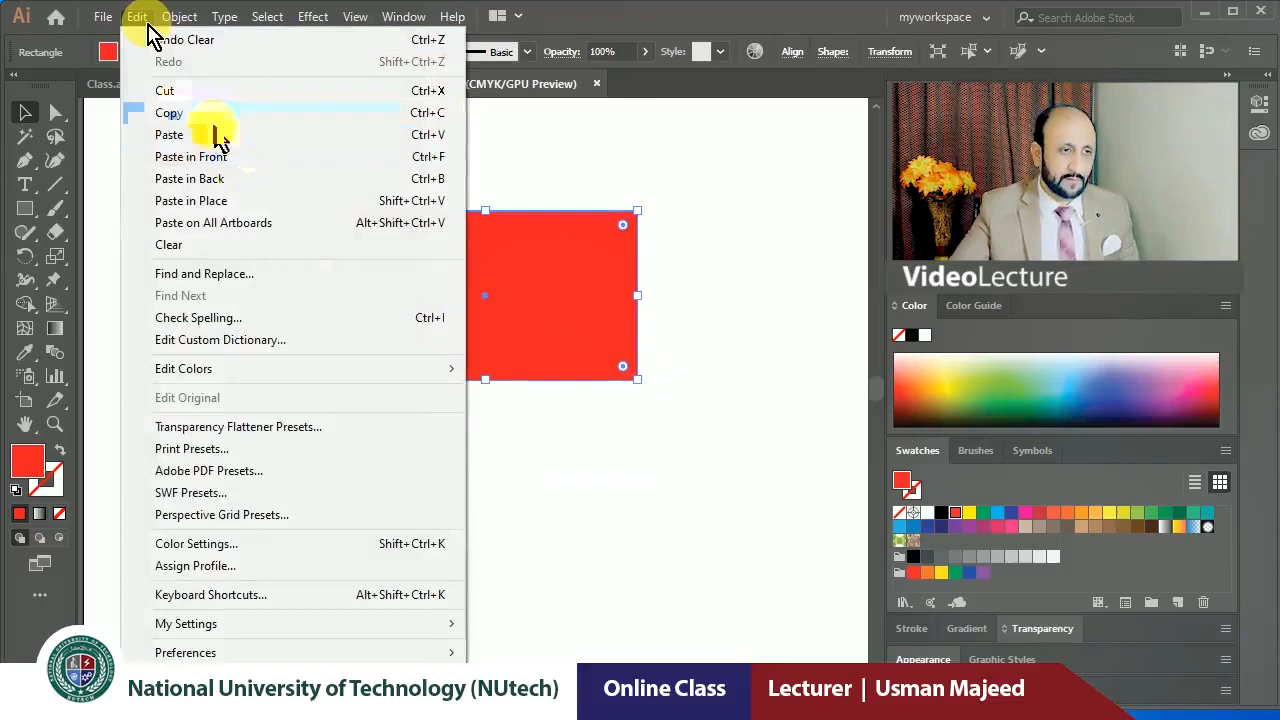 Ai File Edit Object Type Select Effect View Window Help myworkspace Search Adobe Stock
Rectangle Basic Opacity: 100% Style: Align Shape: Transform
Class.a (CMYK/GPU Preview)
ndo Clear Ctrl+Z
Redo Shift+Ctrl+Z
Cut Ctrl+X
Copy Ctrl+C
Paste Ctrl+V
Paste in Front Ctrl+F
Paste in Back Ctrl+B
Paste in Place Shift+Ctrl+V
Paste on All Artboards Alt+Shift+Ctrl+V
Clear
Find and Replace...
Find Next
Check Spelling... Ctrl+I
Edit Custom Dictionary...
Edit Colors
Edit Original
Transparency Flattener Presets...
Print Presets...
Adobe PDF Presets...
SWF Presets...
Perspective Grid Presets...
Color Settings... Shift+Ctrl+K
Assign Profile...
Keyboard Shortcuts... Alt+Shift+Ctrl+K
My Settings
Preferences
VideoLecture
Color Color Guide
Swatches Brushes Symbols
Stroke Gradient Transparency
Appearance Graphic Styles
NUTECH
National University of Technology (NUtech) Online Class Lecturer | Usman Majeed